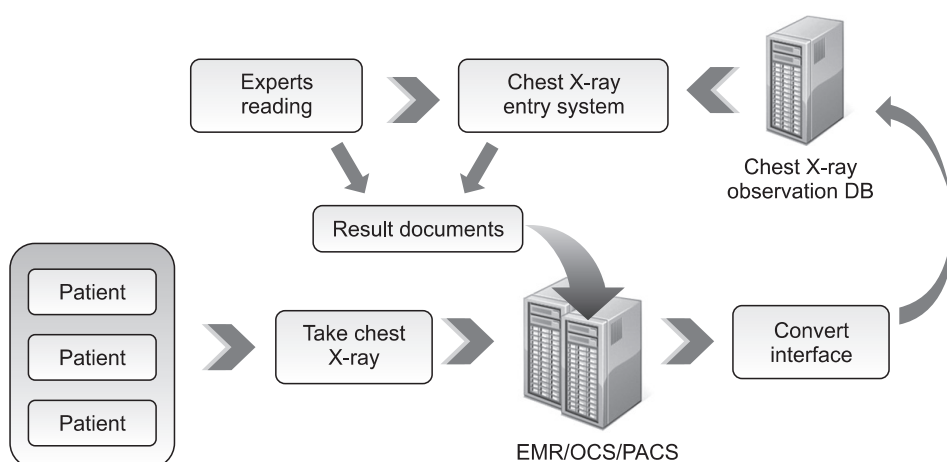 Experts
reading
Chest X-ray
entry system
Chest X-ray
observation DB
Result documents
Patient
Patient
Patient
Take chest
X-ray
EMR/OCS/PACS
Convert
interface